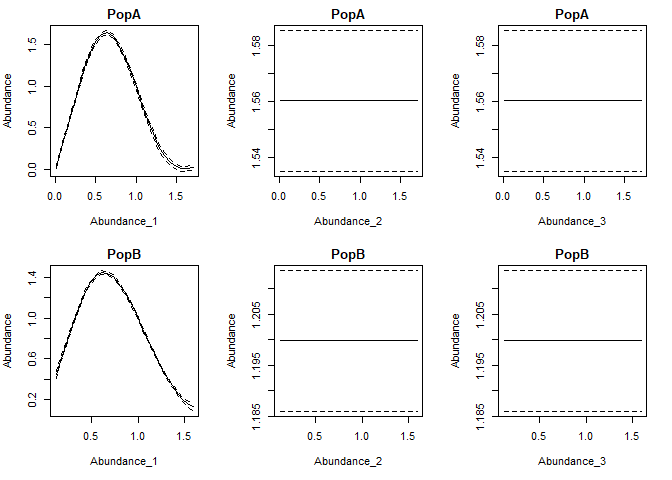 PopA
PopA
PopA
Abundance
0.0
0.5
1.0
1.5
0.0
0.5
1.0
1.5
Abundance_1
Abundance
1.54
1.56
1.58
0.0
0.5
1.0
1.5
Abundance_2
Abundance
1.54
1.56
1.58
0.0
0.5
1.0
1.5
Abundance_3
PopB
PopB
PopB
Abundance
0.2
0.6
1.0
1.4
0.5
1.0
1.5
Abundance_1
Abundance
1.185
1.195
1.205
0.5
1.0
1.5
Abundance_2
Abundance
1.185
1.195
1.205
0.5
1.0
1.5
Abundance_3